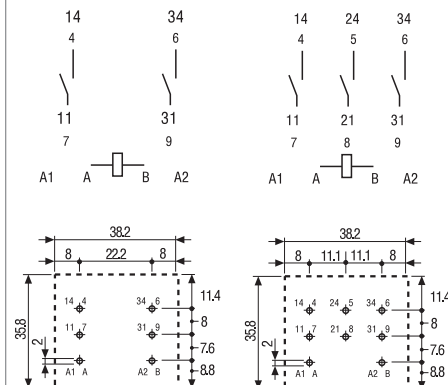 14 34 14 24 34
4 6 4 5 6
11 31 11 21 31
7 9 7 8 9
A1 A B A2 A1 A B A2
38.2 38.2
8 22.2 8 8 11.1 11.1 8
11.4 11.4
14 4 34 6 14 4 24 5 34 6
35.8 8 35.8 8
11 7 31 9 11 7 21 8 31 9
2 7.6 2 7.6
A1 A A2 B A1 A A2 B
8.8 8.8